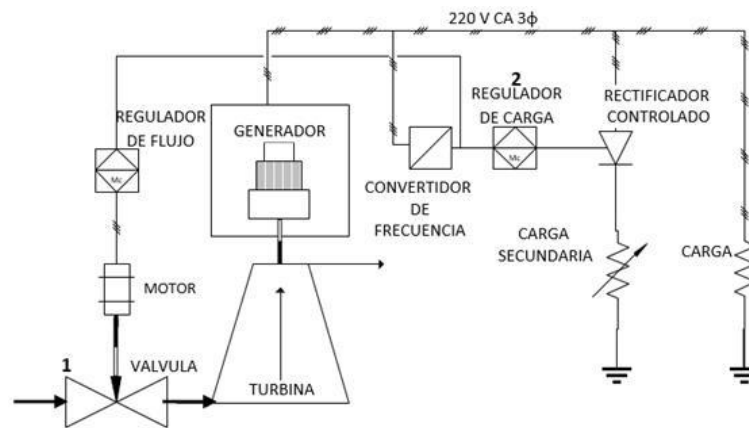 220 V CA 3ф
2
REGULADOR
DE CARGA
RECTIFICADOR
CONTROLADO
REGULADOR
DE FLUJO
GENERADOR
Mc
Mc
CONVERTIDOR
DE
FRECUENCIA
CARGA
SECUNDARIA
CARGA
MOTOR
1
VALVULA
TURBINA